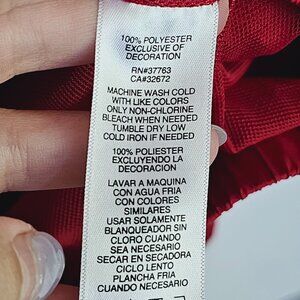 100% POLYESTER
EXCLUSIVE OF
DECORATION
RN#37763
CA#32672
MACHINE WASH COLD
WITH LIKE COLORS
ONLY NON-CHLORINE
BLEACH WHEN NEEDED
TUMBLE DRY LOW
COLD IRON IF NEEDED
100% POLIESTER
EXCLUYENDO LA
DECORACION
LAVAR A MAQUINA
CON AGUA FRIA
CON COLORES
SIMILARES
USAR SOLAMENTE
BLANQUEADOR SIN
CLORO CUANDO
SEA NECESARIO
SECAR EN SECADORA
CICLO LENTO
PLANCHA FRIA
CUANDO NECESARIO